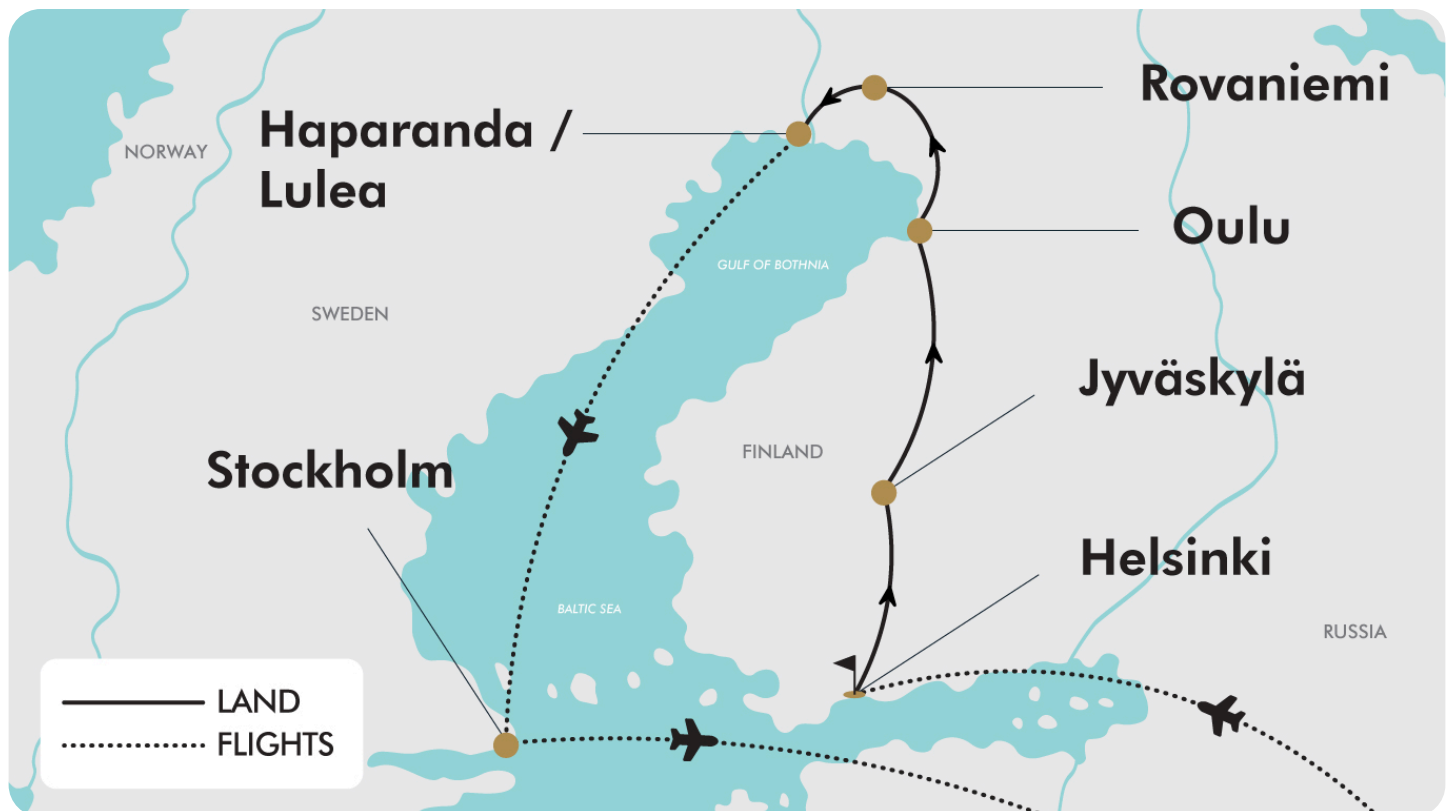 Rovaniemi
Haparanda /
Lulea
NORWAY
Oulu
GULF OF BOTHNIA
SWEDEN
Jyväskylä
FINLAND
Stockholm
Helsinki
BALTIC SEA
RUSSIA
LAND
FLIGHTS